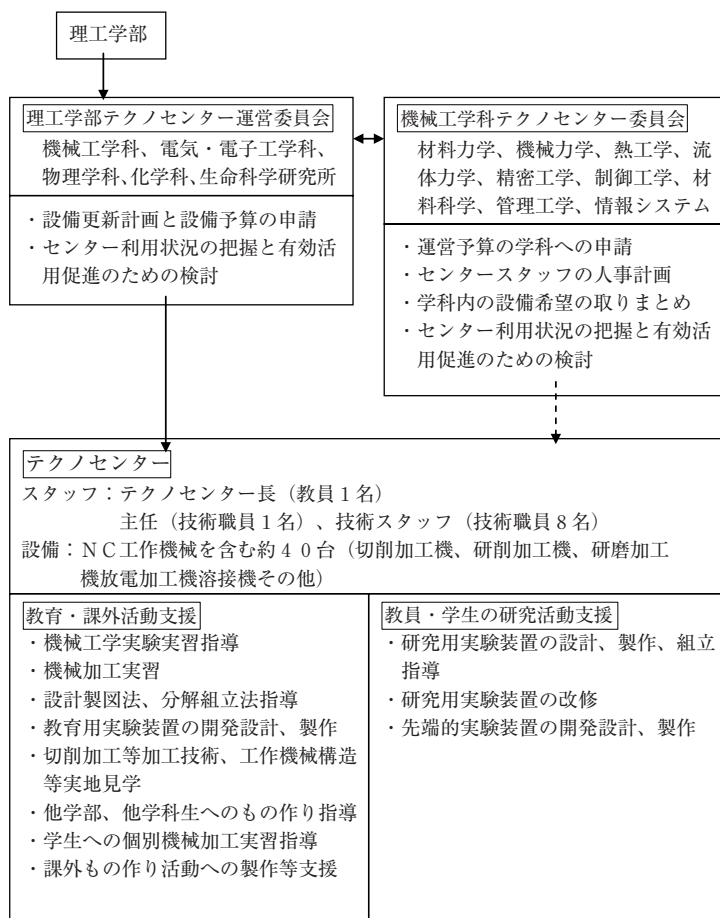 理工学部
理工学部テクノセンター運営委員会
機械工学科、電気・電子工学科、
物理学科、化学科、生命科学研究所
・設備更新計画と設備予算の申請
・センター利用状況の把握と有効活
用促進のための検討
機械工学科テクノセンター委員会
材料力学、機械力学、熱工学、流
体力学、精密工学、制御工学、材
料科学、管理工学、情報システム
・運営予算の学科への申請
・センタースタッフの人事計画
・学科内の設備希望の取りまとめ
・センター利用状況の把握と有効活
用促進のための検討
テクノセンター
スタッフ：テクノセンター長（教員１名）
主任（技術職員１名）、技術スタッフ（技術職員８名）
設備：ＮＣ工作機械を含む約４０台（切削加工機、研削加工機、研磨加工
機放電加工機溶接機その他）
教育・課外活動支援
・機械工学実験実習指導
・機械加工実習
・設計製図法、分解組立法指導
・教育用実験装置の開発設計、製作
・切削加工等加工技術、工作機械構造
等実地見学
・他学部、他学科生へのもの作り指導
・学生への個別機械加工実習指導
・課外もの作り活動への製作等支援
教員・学生の研究活動支援
・研究用実験装置の設計、製作、組立
指導
・研究用実験装置の改修
・先端的実験装置の開発設計、製作